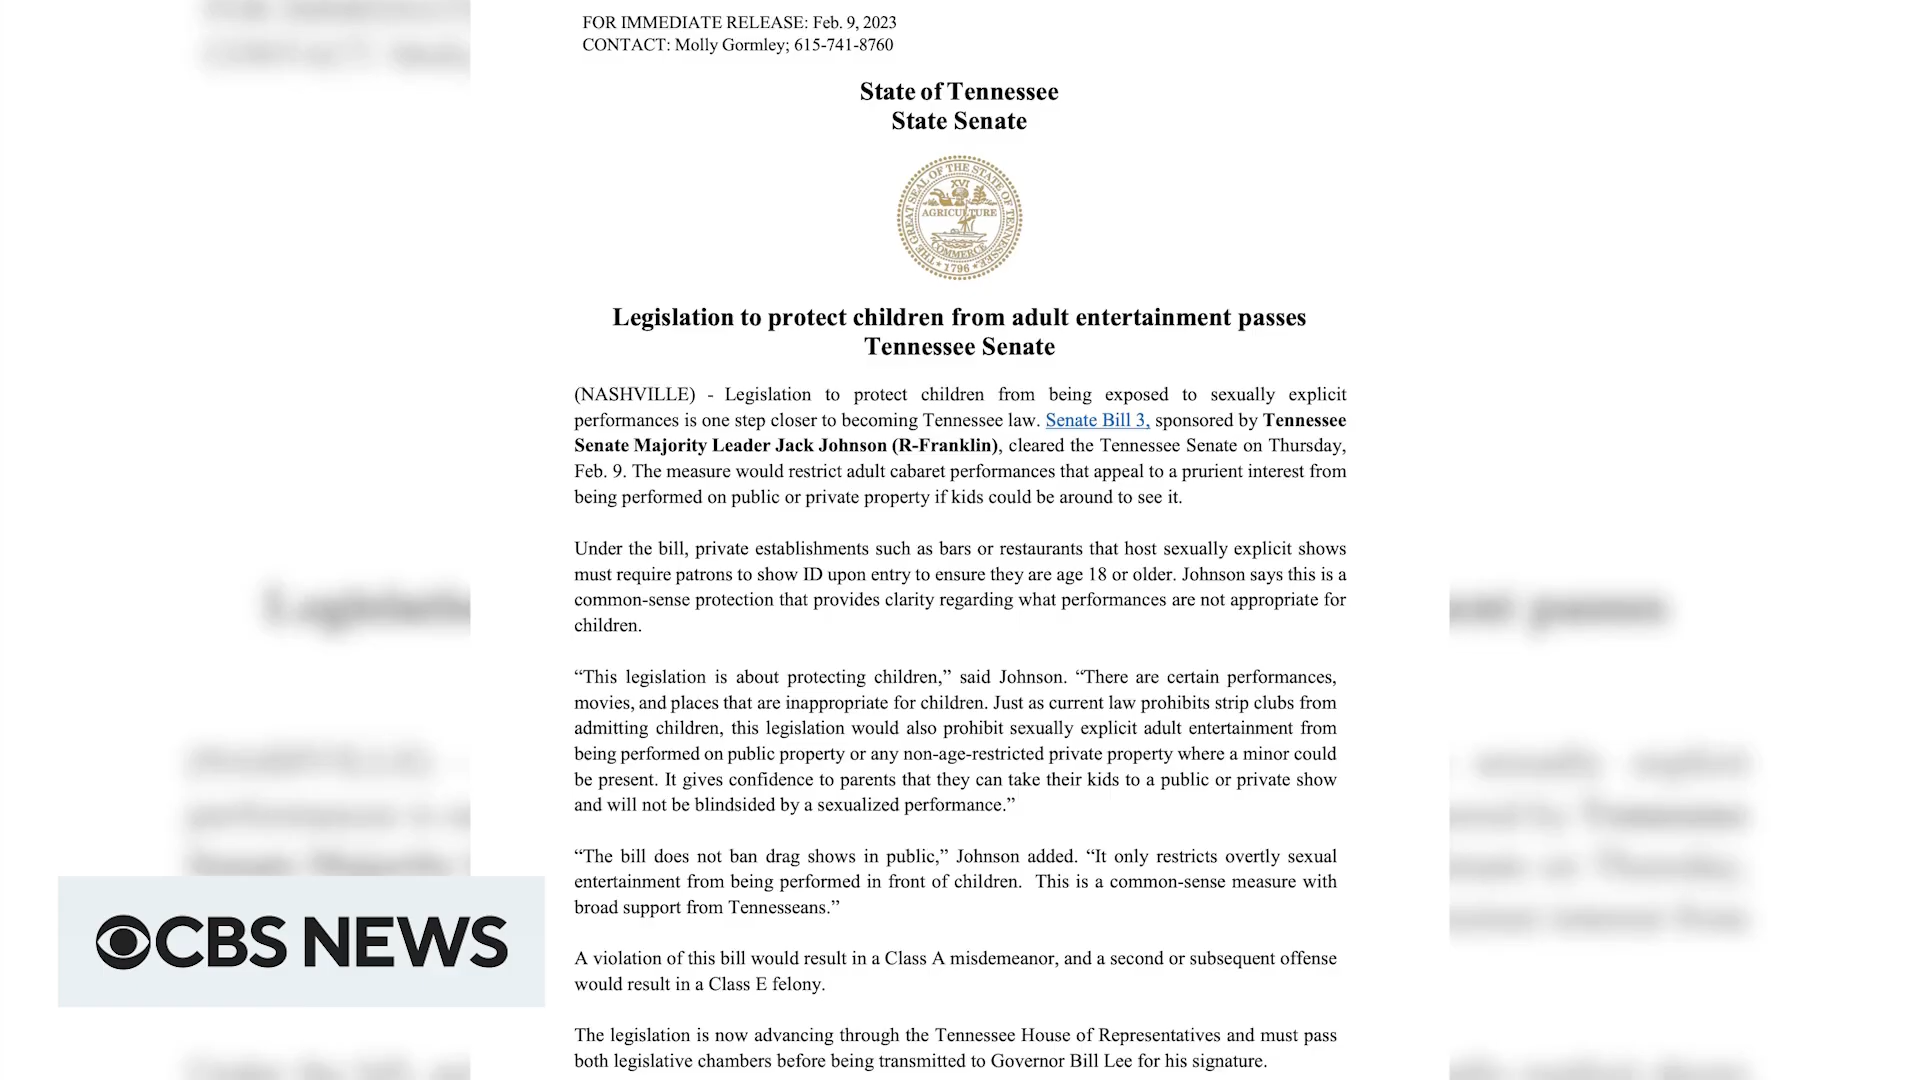 FOR IMMEDIATE RELEASE: Feb. 9, 2023
CONTACT: Molly Gormley; 615-741-8760
State of Tennessee
State Senate
THE GREAT SEAL OF THE STATE OF TENNESSEE
XVI
AGRICULTURE
COMMERCE
1796
Legislation to protect children from adult entertainment passes
Tennessee Senate
(NASHVILLE) - Legislation to protect children from being exposed to sexually explicit
performances is one step closer to becoming Tennessee law. Senate Bill 3, sponsored by Tennessee
Senate Majority Leader Jack Johnson (R-Franklin), cleared the Tennessee Senate on Thursday,
Feb. 9. The measure would restrict adult cabaret performances that appeal to a prurient interest from
being performed on public or private property if kids could be around to see it.
Under the bill, private establishments such as bars or restaurants that host sexually explicit shows
must require patrons to show ID upon entry to ensure they are age 18 or older. Johnson says this is a
common-sense protection that provides clarity regarding what performances are not appropriate for
children.
“This legislation is about protecting children,” said Johnson. “There are certain performances,
movies, and places that are inappropriate for children. Just as current law prohibits strip clubs from
admitting children, this legislation would also prohibit sexually explicit adult entertainment from
being performed on public property or any non-age-restricted private property where a minor could
be present. It gives confidence to parents that they can take their kids to a public or private show
and will not be blindsided by a sexualized performance.”
“The bill does not ban drag shows in public,” Johnson added. “It only restricts overtly sexual
entertainment from being performed in front of children.  This is a common-sense measure with
broad support from Tennesseans.”
A violation of this bill would result in a Class A misdemeanor, and a second or subsequent offense
would result in a Class E felony.
The legislation is now advancing through the Tennessee House of Representatives and must pass
both legislative chambers before being transmitted to Governor Bill Lee for his signature.
CBS NEWS